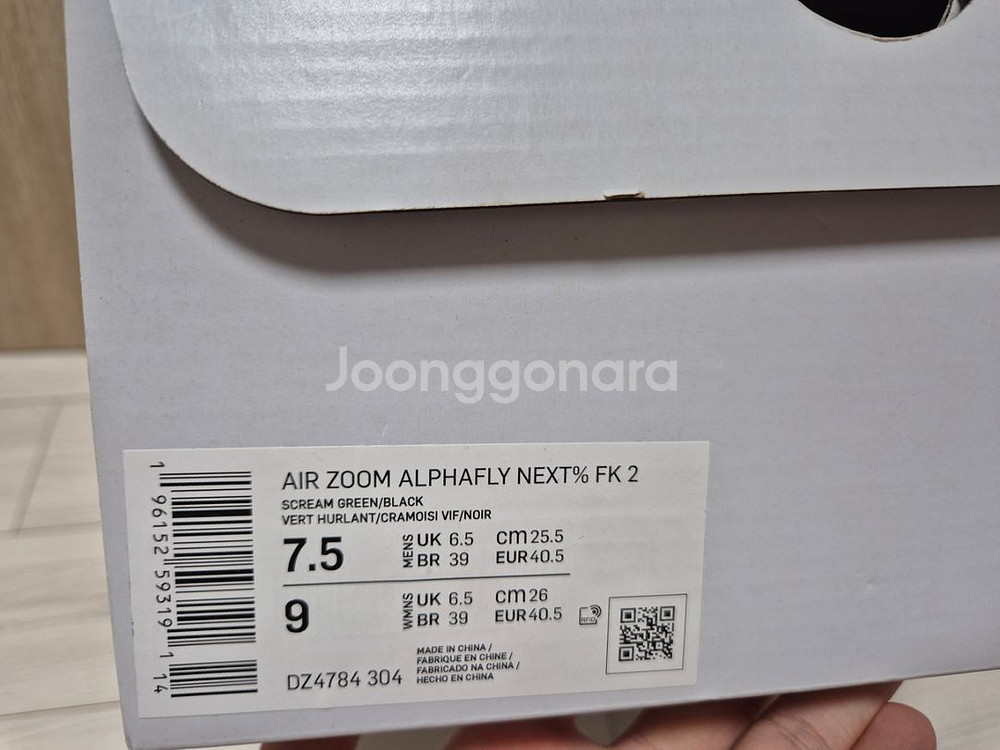 Joonggonara
AIR ZOOM ALPHAFLY NEXT% FK 2
SCREAM GREEN/BLACK
VERT HURLANT/CRAMOISI VIF/NOIR
7.5 MENS UK 6.5 cm 25.5
BR 39 EUR 40.5
9 WMNS UK 6.5 cm 26
BR 39 EUR 40.5
RFID
DZ4784 304
MADE IN CHINA /
FABRIQUE EN CHINE /
FABRICADO NA CHINA /
HECHO EN CHINA
1 96152 59319 1 14